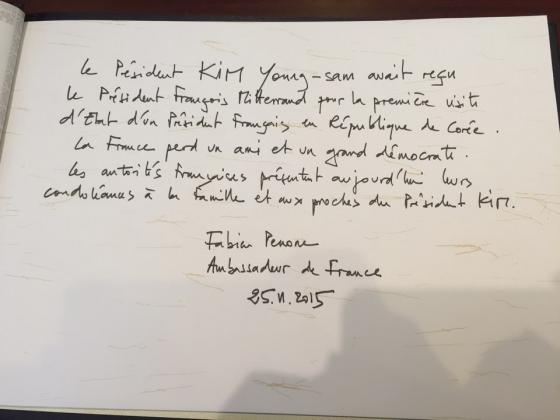 Le Président KIM Young-sam avait reçu
le Président François Mitterrand pour la première visite
d'Etat d'un Président Français en République de Corée.
La France perd un ami et un grand démocrate.
Les autorités françaises présentent aujourd'hui leurs
condoléances à la famille et aux proches du Président KIM.
Fabien Penone
Ambassadeur de France
25.11.2015